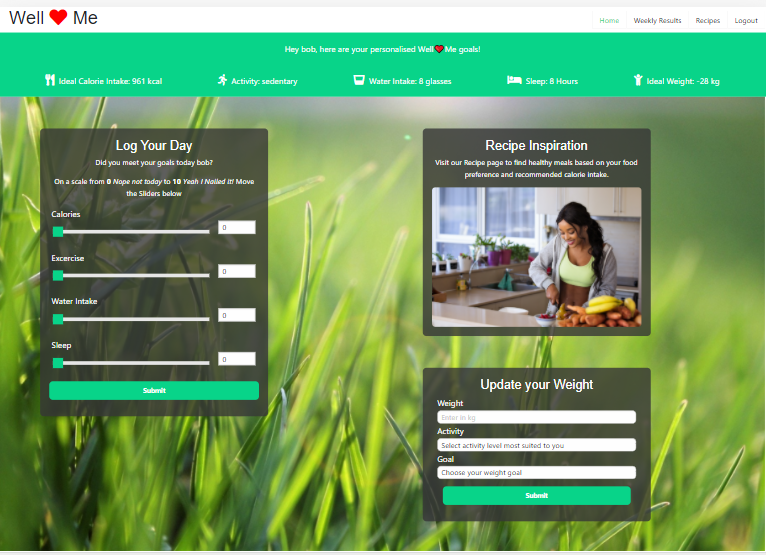 Well ❤ Me
Home
Weekly Results
Recipes
Logout
Hey bob, here are your personalised Well ❤ Me goals!
Ideal Calorie Intake: 961 kcal
Activity: sedentary
Water Intake: 8 glasses
Sleep: 8 Hours
Ideal Weight: -28 kg
Log Your Day
Did you meet your goals today bob?
On a scale from 0 Nope not today to 10 Yeah I Nailed It! Move
the Sliders below
Calories
0
Excercise
0
Water Intake
0
Sleep
0
Submit
Recipe Inspiration
Visit our Recipe page to find healthy meals based on your food
preference and recommended calorie intake.
Update your Weight
Weight
Enter in kg
Activity
Select activity level most suited to you
Goal
Choose your weight goal
Submit